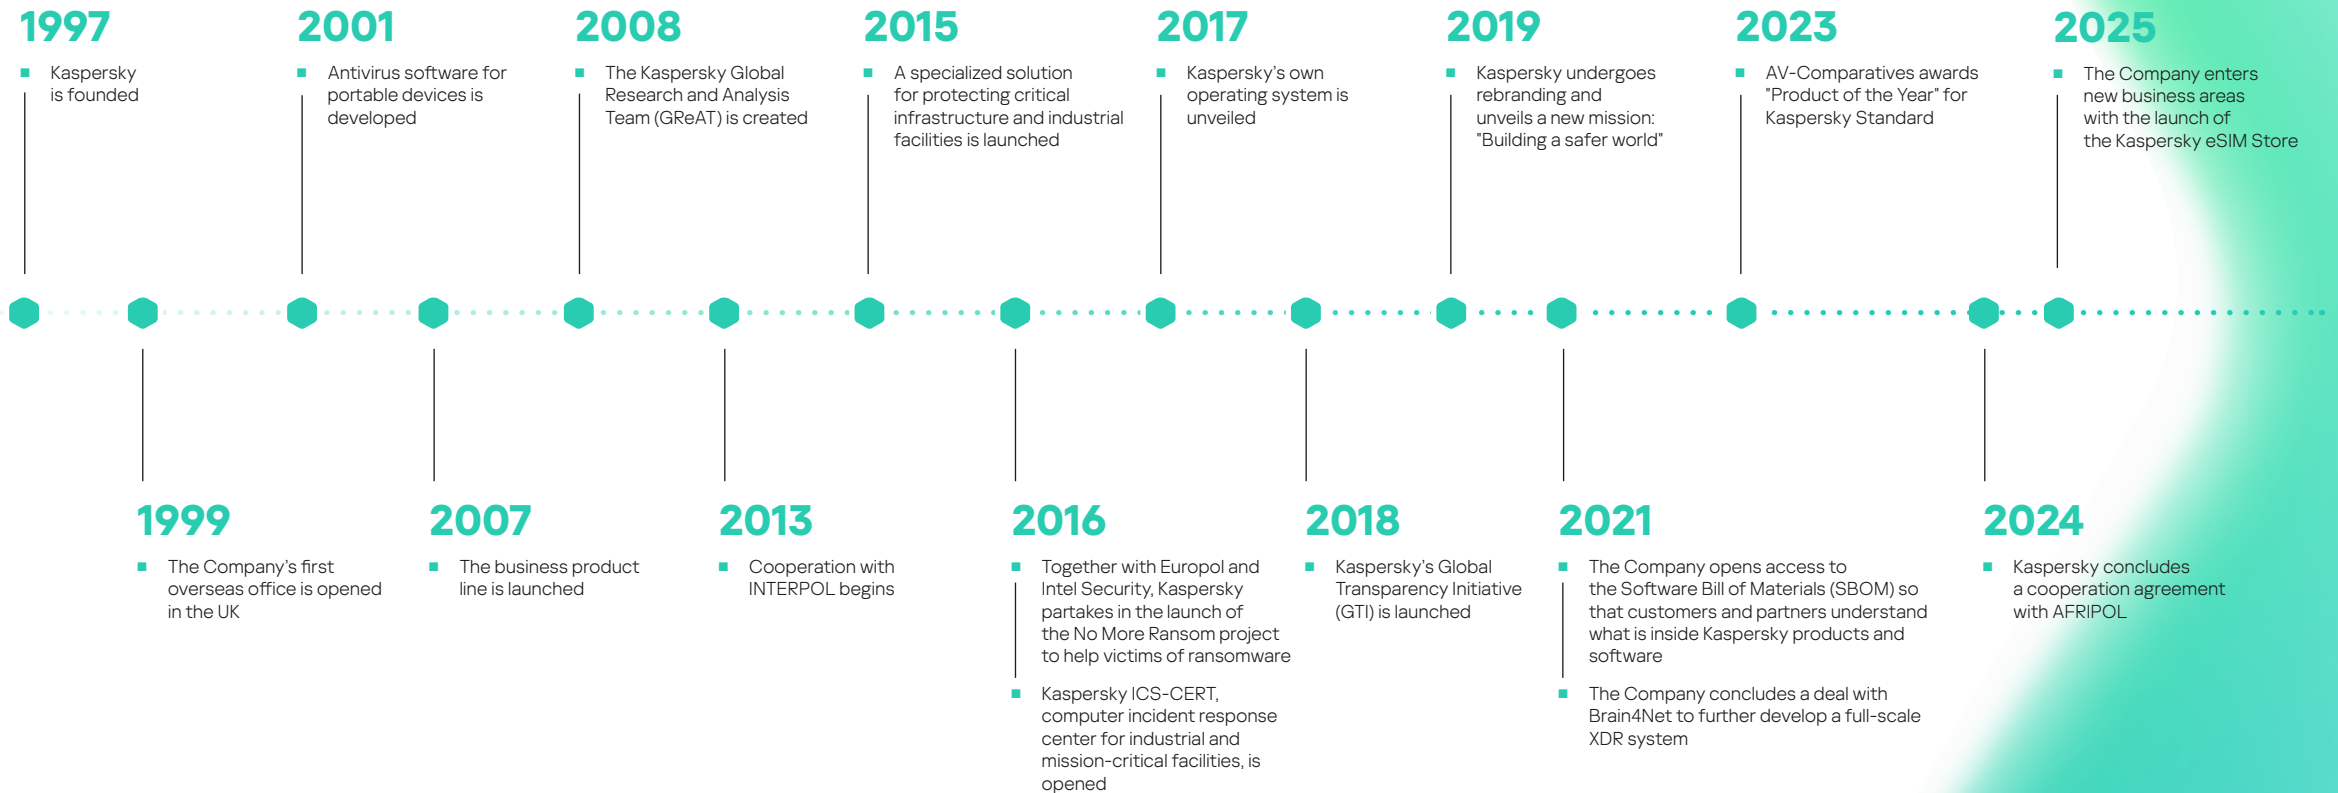 1997
Kaspersky
is founded
2001
Antivirus software for
portable devices is
developed
2008
The Kaspersky Global
Research and Analysis
Team (GReAT) is created
2015
A specialized solution
for protecting critical
infrastructure and industrial
facilities is launched
2017
Kaspersky's own
operating system is
unveiled
2019
Kaspersky undergoes
rebranding and
unveils a new mission:
"Building a safer world"
2023
AV-Comparatives awards
"Product of the Year" for
Kaspersky Standard
2025
The Company enters
new business areas
with the launch of
the Kaspersky eSIM Store
1999
The Company's first
overseas office is opened
in the UK
2007
The business product
line is launched
2013
Cooperation with
INTERPOL begins
2016
Together with Europol and
Intel Security, Kaspersky
partakes in the launch of
the No More Ransom project
to help victims of ransomware
Kaspersky ICS-CERT,
computer incident response
center for industrial and
mission-critical facilities, is
opened
2018
Kaspersky's Global
Transparency Initiative
(GTI) is launched
2021
The Company opens access to
the Software Bill of Materials (SBOM) so
that customers and partners understand
what is inside Kaspersky products and
software
The Company concludes a deal with
Brain4Net to further develop a full-scale
XDR system
2024
Kaspersky concludes
a cooperation agreement
with AFRIPOL